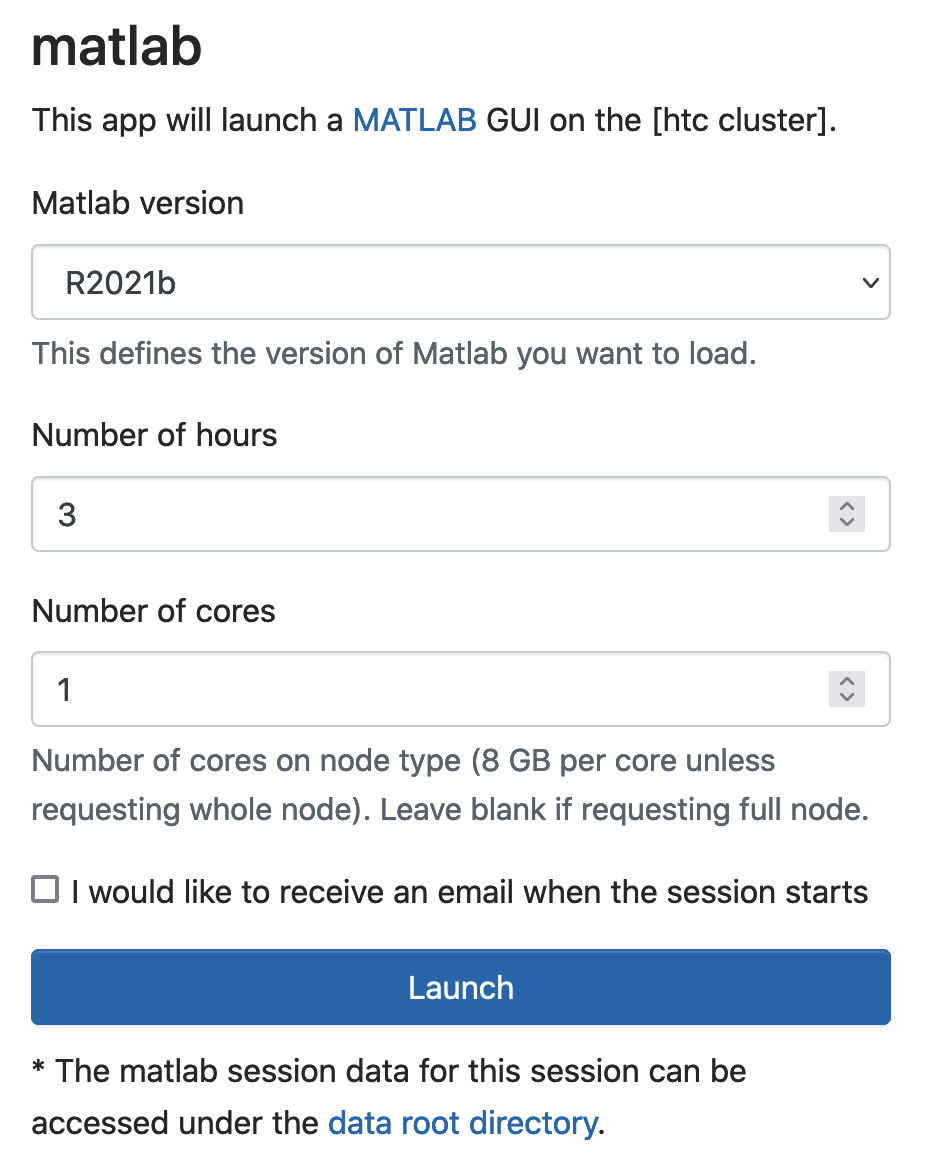 matlab
This app will launch a MATLAB GUI on the [htc cluster].
Matlab version
R2021b
This defines the version of Matlab you want to load.
Number of hours
3
Number of cores
1
Number of cores on node type (8 GB per core unless
requesting whole node). Leave blank if requesting full node.
I would like to receive an email when the session starts
Launch
* The matlab session data for this session can be
accessed under the data root directory.